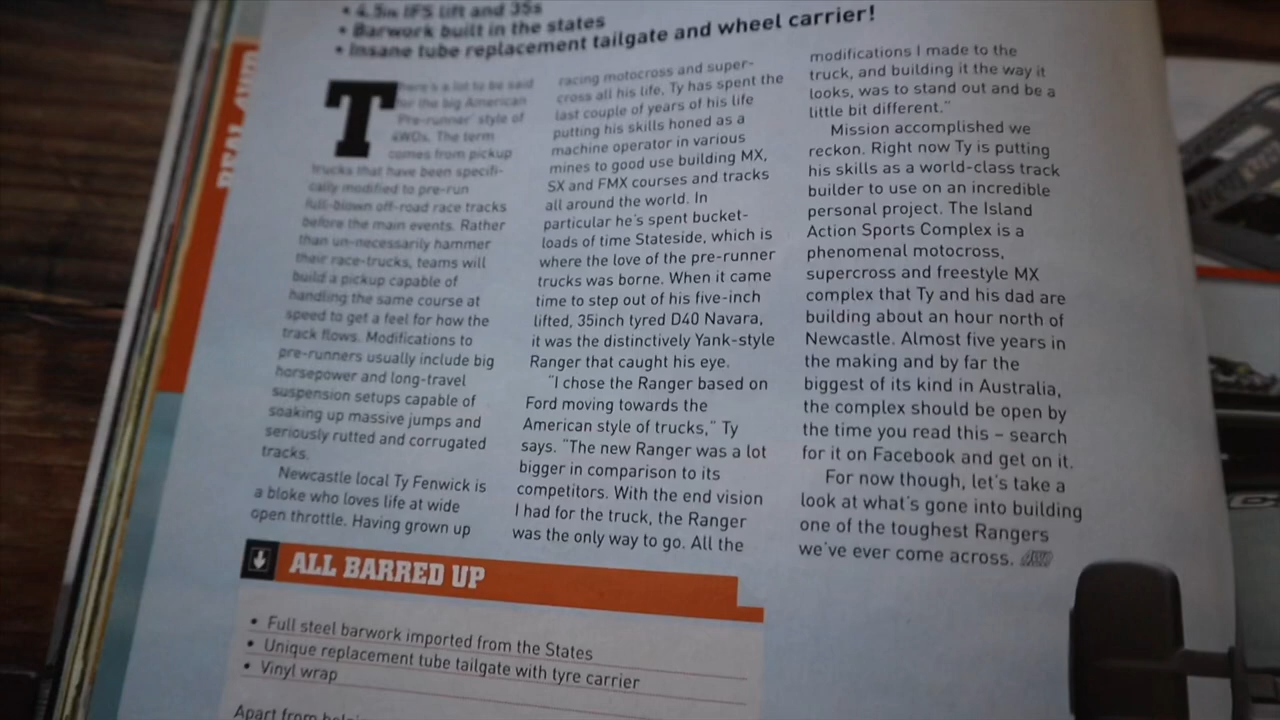 • 4.5in IFS lift and 35s
• Barwork built in the states
• Insane tube replacement tailgate and wheel carrier!
REAL 4WD
There's a lot to be said
for the big American
'Pre-runner' style of
4WDs. The term
comes from pickup
trucks that have been specifi-
cally modified to pre-run
full-blown off-road race tracks
before the main events. Rather
than un-necessarily hammer
their race-trucks, teams will
build a pickup capable of
handling the same course at
speed to get a feel for how the
track flows. Modifications to
pre-runners usually include big
horsepower and long-travel
suspension setups capable of
soaking up massive jumps and
seriously rutted and corrugated
tracks.
Newcastle local Ty Fenwick is
a bloke who loves life at wide
open throttle. Having grown up
racing motocross and super-
cross all his life, Ty has spent the
last couple of years of his life
putting his skills honed as a
machine operator in various
mines to good use building MX,
SX and FMX courses and tracks
all around the world. In
particular he's spent bucket-
loads of time Stateside, which is
where the love of the pre-runner
trucks was borne. When it came
time to step out of his five-inch
lifted, 35inch tyred D40 Navara,
it was the distinctively Yank-style
Ranger that caught his eye.
"I chose the Ranger based on
Ford moving towards the
American style of trucks," Ty
says. "The new Ranger was a lot
bigger in comparison to its
competitors. With the end vision
I had for the truck, the Ranger
was the only way to go. All the
modifications I made to the
truck, and building it the way it
looks, was to stand out and be a
little bit different."
Mission accomplished we
reckon. Right now Ty is putting
his skills as a world-class track
builder to use on an incredible
personal project. The Island
Action Sports Complex is a
phenomenal motocross,
supercross and freestyle MX
complex that Ty and his dad are
building about an hour north of
Newcastle. Almost five years in
the making and by far the
biggest of its kind in Australia,
the complex should be open by
the time you read this – search
for it on Facebook and get on it.
For now though, let's take a
look at what's gone into building
one of the toughest Rangers
we've ever come across. 4WD
ALL BARRED UP
• Full steel barwork imported from the States
• Unique replacement tube tailgate with tyre carrier
• Vinyl wrap
Apart from